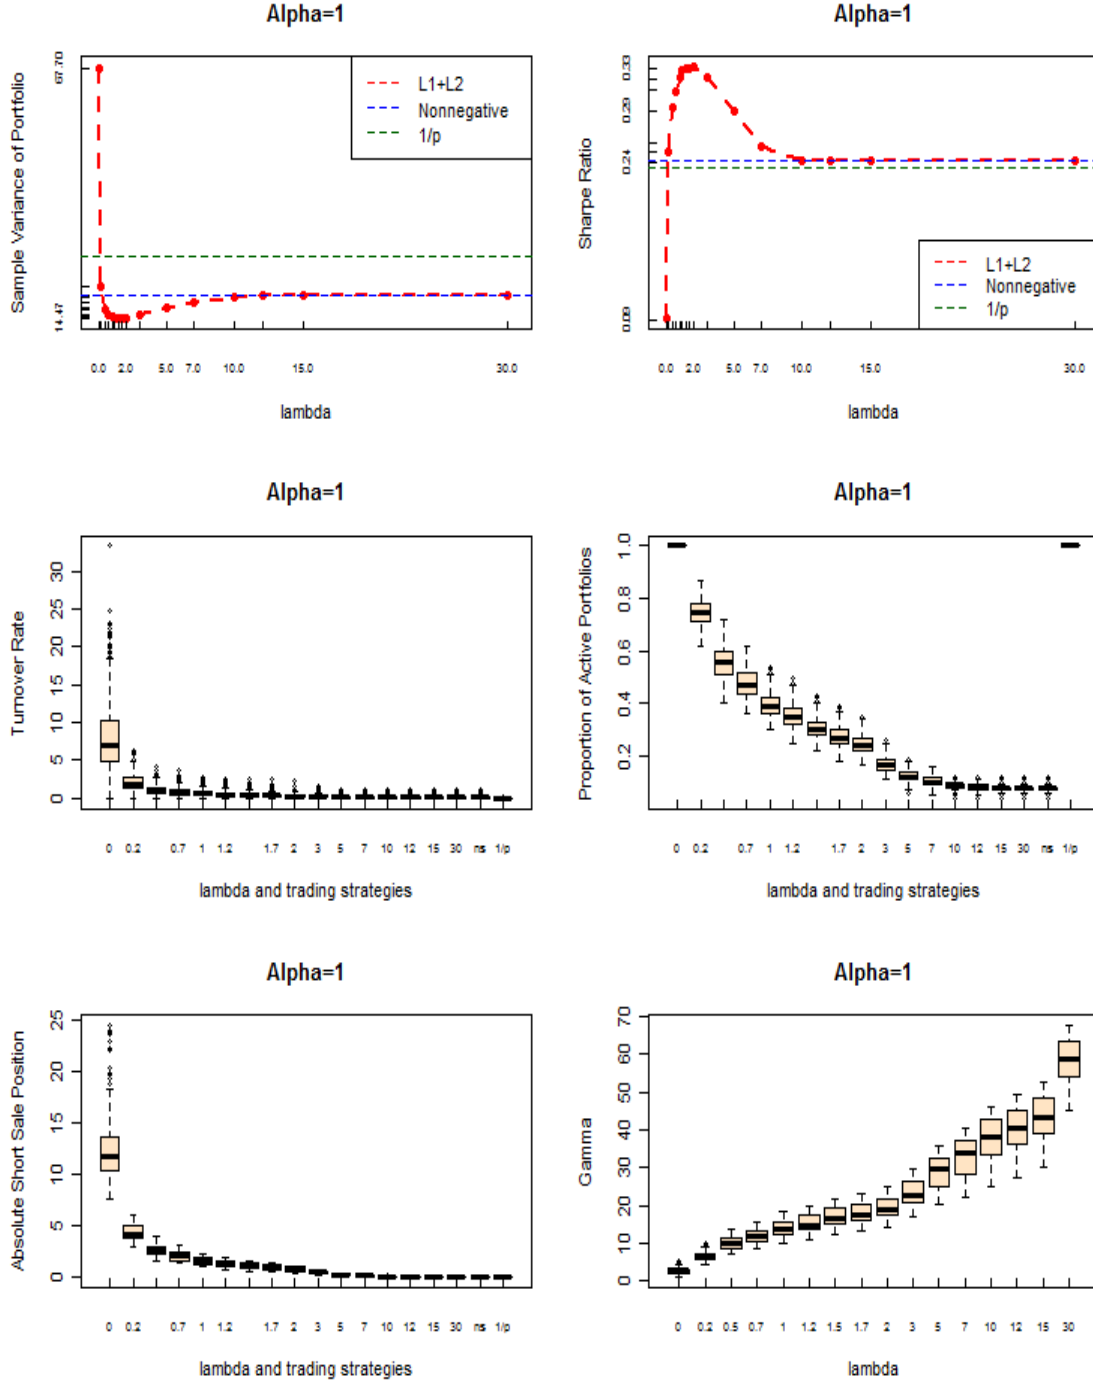 Alpha=1
Sample Variance of Portfolio
67.70
14.47
L1+L2
Nonnegative
1/p
0.0 2.0 5.0 7.0 10.0 15.0 30.0
lambda
Alpha=1
Sharpe Ratio
0.33
0.24
L1+L2
Nonnegative
1/p
0.0 2.0 5.0 7.0 10.0 15.0 30.0
lambda
Alpha=1
Turnover Rate
30
25
20
15
10
5
0
0 0.2 0.7 1 1.2 1.7 2 3 5 7 10 12 15 30 ns 1/p
lambda and trading strategies
Alpha=1
Proportion of Active Portfolios
1.0
0.8
0.6
0.4
0.2
0 0.2 0.7 1 1.2 1.7 2 3 5 7 10 12 15 30 ns 1/p
lambda and trading strategies
Alpha=1
Absolute Short Sale Position
25
20
15
10
5
0
0 0.2 0.7 1 1.2 1.7 2 3 5 7 10 12 15 30 ns 1/p
lambda and trading strategies
Alpha=1
Gamma
70
60
50
40
30
20
10
0
0 0.2 0.5 0.7 1 1.2 1.5 1.7 2 3 5 7 10 12 15 30
lambda